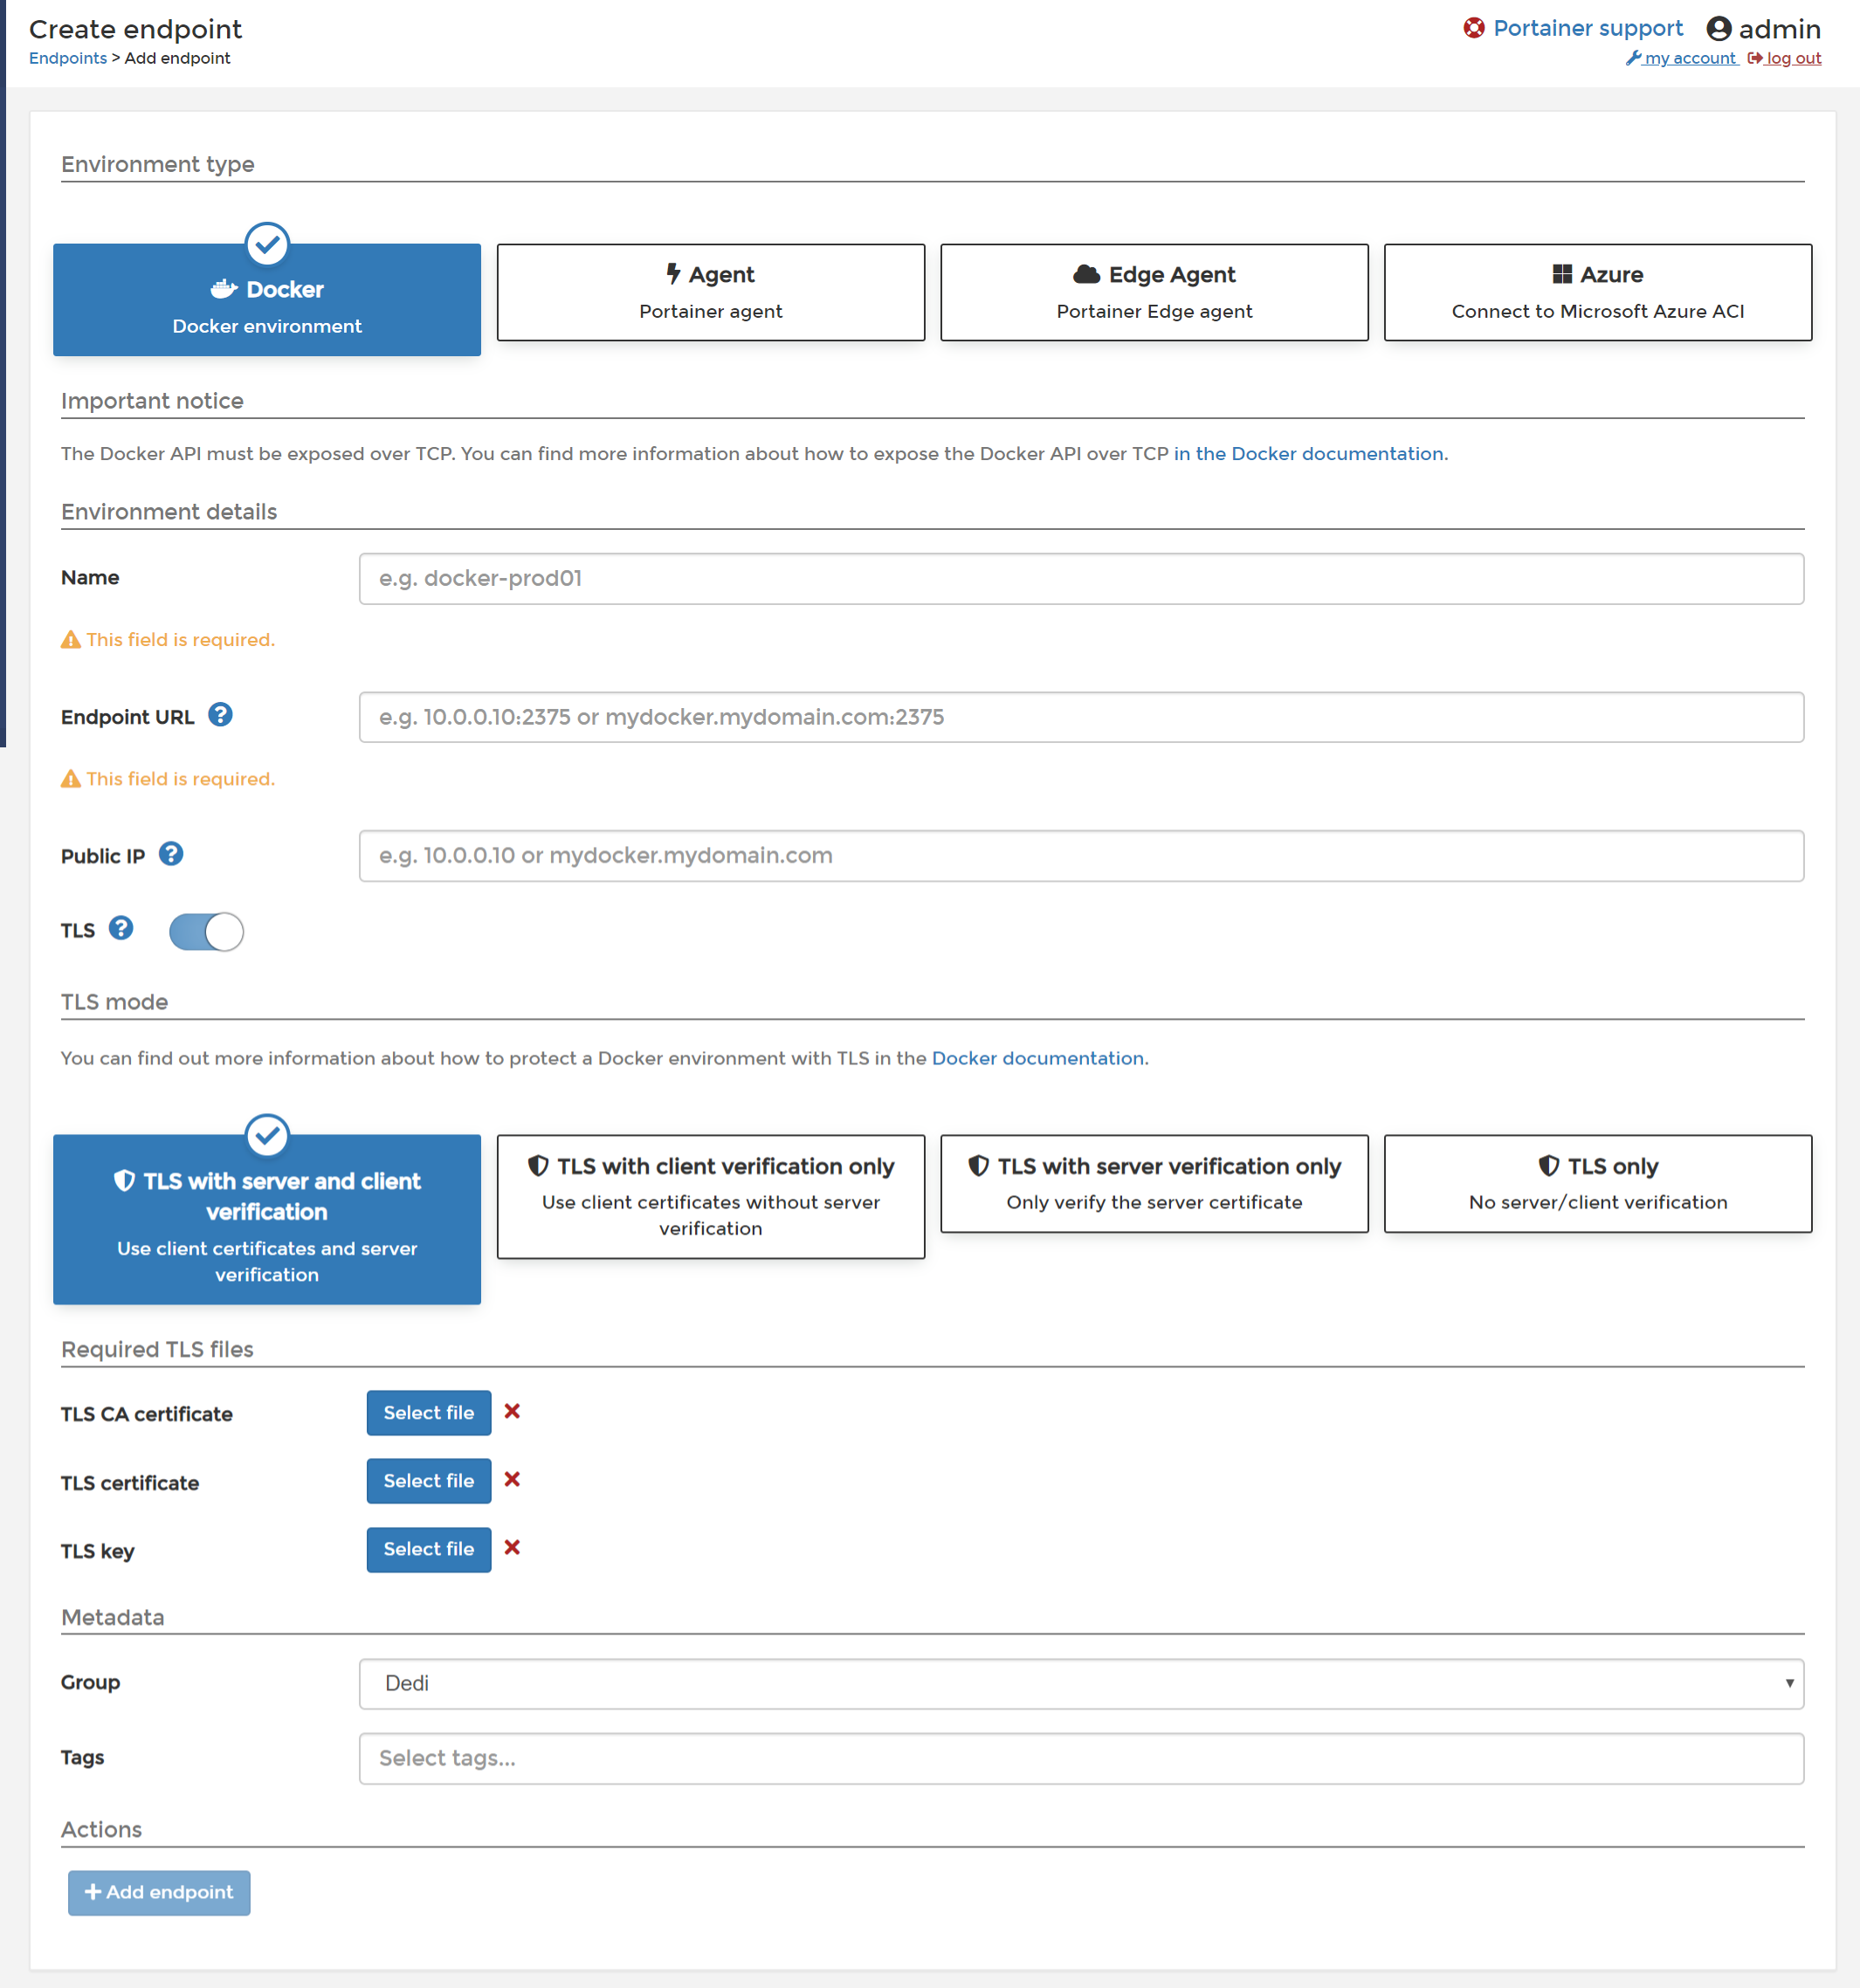 Create endpoint
Portainer support
admin
Endpoints > Add endpoint
my account
log out
Environment type
Docker
Docker environment
Agent
Portainer agent
Edge Agent
Portainer Edge agent
Azure
Connect to Microsoft Azure ACI
Important notice
The Docker API must be exposed over TCP. You can find more information about how to expose the Docker API over TCP in the Docker documentation.
Environment details
Name
e.g. docker-prod01
This field is required.
Endpoint URL
e.g. 10.0.0.10:2375 or mydocker.mydomain.com:2375
This field is required.
Public IP
e.g. 10.0.0.10 or mydocker.mydomain.com
TLS
TLS mode
You can find out more information about how to protect a Docker environment with TLS in the Docker documentation.
TLS with server and client
verification
Use client certificates and server
verification
TLS with client verification only
Use client certificates without server
verification
TLS with server verification only
Only verify the server certificate
TLS only
No server/client verification
Required TLS files
TLS CA certificate
Select file
TLS certificate
Select file
TLS key
Select file
Metadata
Group
Dedi
Tags
Select tags...
Actions
Add endpoint